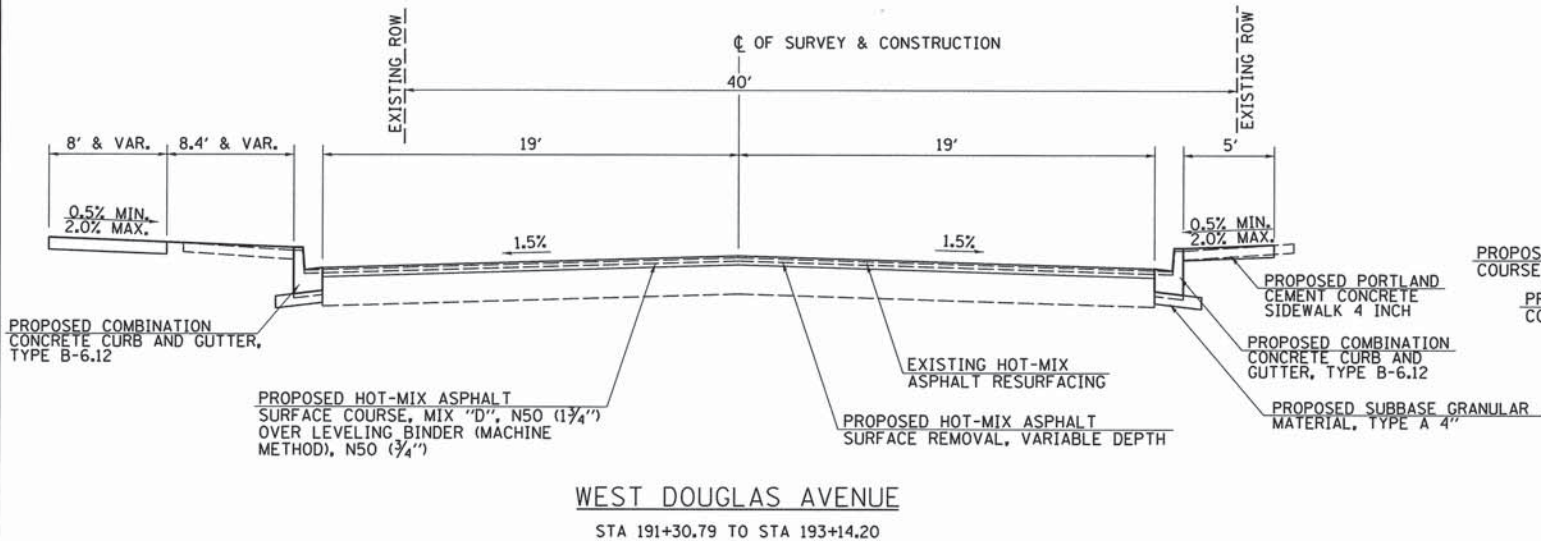 EXISTING ROW
℄ OF SURVEY & CONSTRUCTION
EXISTING ROW
40'
8' & VAR.
8.4' & VAR.
19'
19'
5'
0.5% MIN.
2.0% MAX.
1.5%
1.5%
0.5% MIN.
2.0% MAX.
PROPOSED COMBINATION
CONCRETE CURB AND GUTTER,
TYPE B-6.12
PROPOSED HOT-MIX ASPHALT
SURFACE COURSE, MIX "D", N50 (1¾")
OVER LEVELING BINDER (MACHINE
METHOD), N50 (¾")
EXISTING HOT-MIX
ASPHALT RESURFACING
PROPOSED HOT-MIX ASPHALT
SURFACE REMOVAL, VARIABLE DEPTH
PROPOSED PORTLAND
CEMENT CONCRETE
SIDEWALK 4 INCH
PROPOSED COMBINATION
CONCRETE CURB AND
GUTTER, TYPE B-6.12
PROPOSED SUBBASE GRANULAR
MATERIAL, TYPE A 4"
PROPOS
COURSE
PR
CO
WEST DOUGLAS AVENUE
STA 191+30.79 TO STA 193+14.20